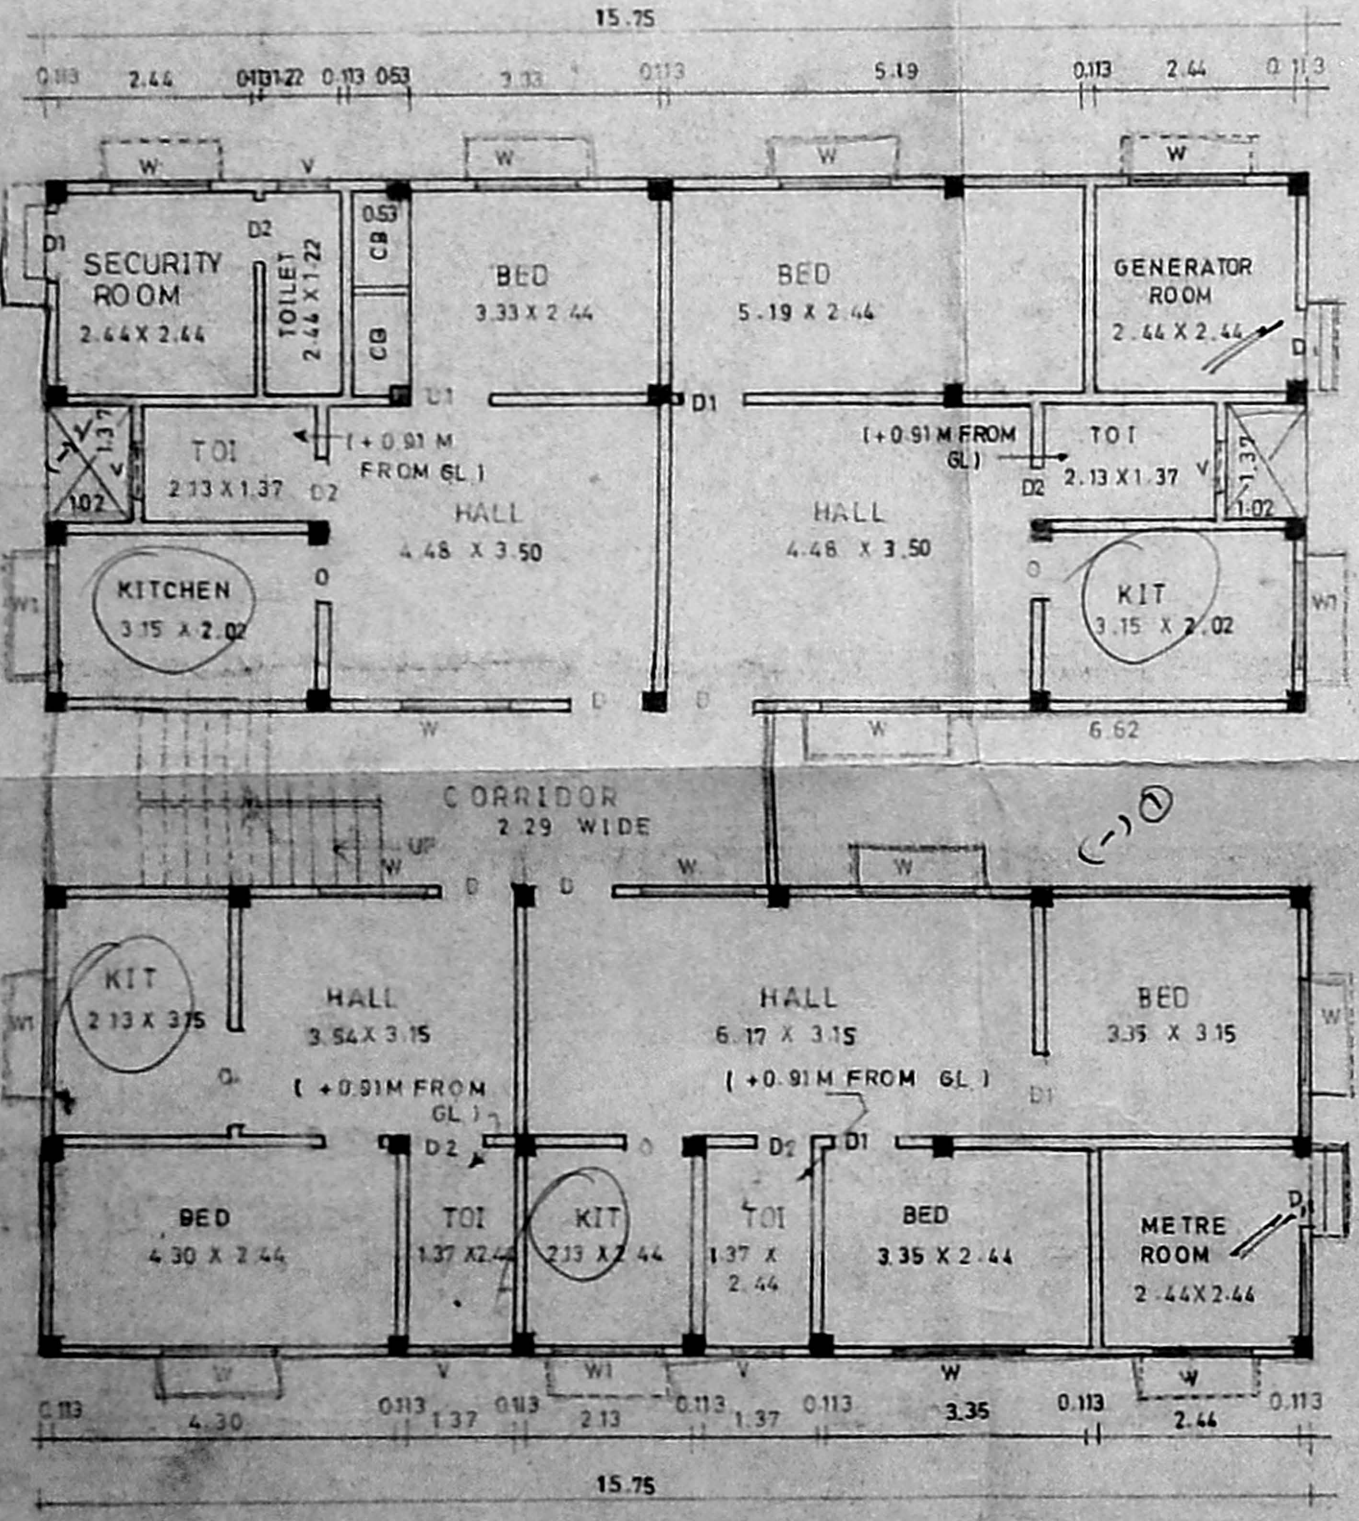 15.75
0.113 2.44 0.113 1.22 0.113 0.53 3.33 0.113 5.19 0.113 2.44 0.113
W V W W W
D1 D2 0.53
SECURITY
ROOM
2.44 X 2.44
TOILET
2.44 X 1.22
CB
CB
BED
3.33 X 2.44
BED
5.19 X 2.44
GENERATOR
ROOM
2.44 X 2.44
D1 D1 D
1.37
1.02
TOI
2.13 X 1.37
D2
(+0.91 M
FROM GL)
HALL
4.48 X 3.50
(+0.91 M FROM
GL)
HALL
4.48 X 3.50
TOI
2.13 X 1.37
D2
V
1.37
1.02
KITCHEN
3.15 X 2.02
O
W1
O
KIT
3.15 X 2.02
W1
D D
W W 6.62
CORRIDOR
2.29 WIDE
UP
(-) 1
W D D W W
KIT
2.13 X 3.15
W1
O
HALL
3.54 X 3.15
(+0.91 M FROM
GL)
HALL
6.17 X 3.15
(+0.91 M FROM GL)
BED
3.35 X 3.15
W
D1
D2 O D2 D1
BED
4.30 X 2.44
TOI
1.37 X 2.44
KIT
2.13 X 2.44
TOI
1.37 X
2.44
BED
3.35 X 2.44
METRE
ROOM
2.44 X 2.44
D
W V W1 V W W
0.113 4.30 0.113 1.37 0.113 2.13 0.113 1.37 0.113 3.35 0.113 2.44 0.113
15.75